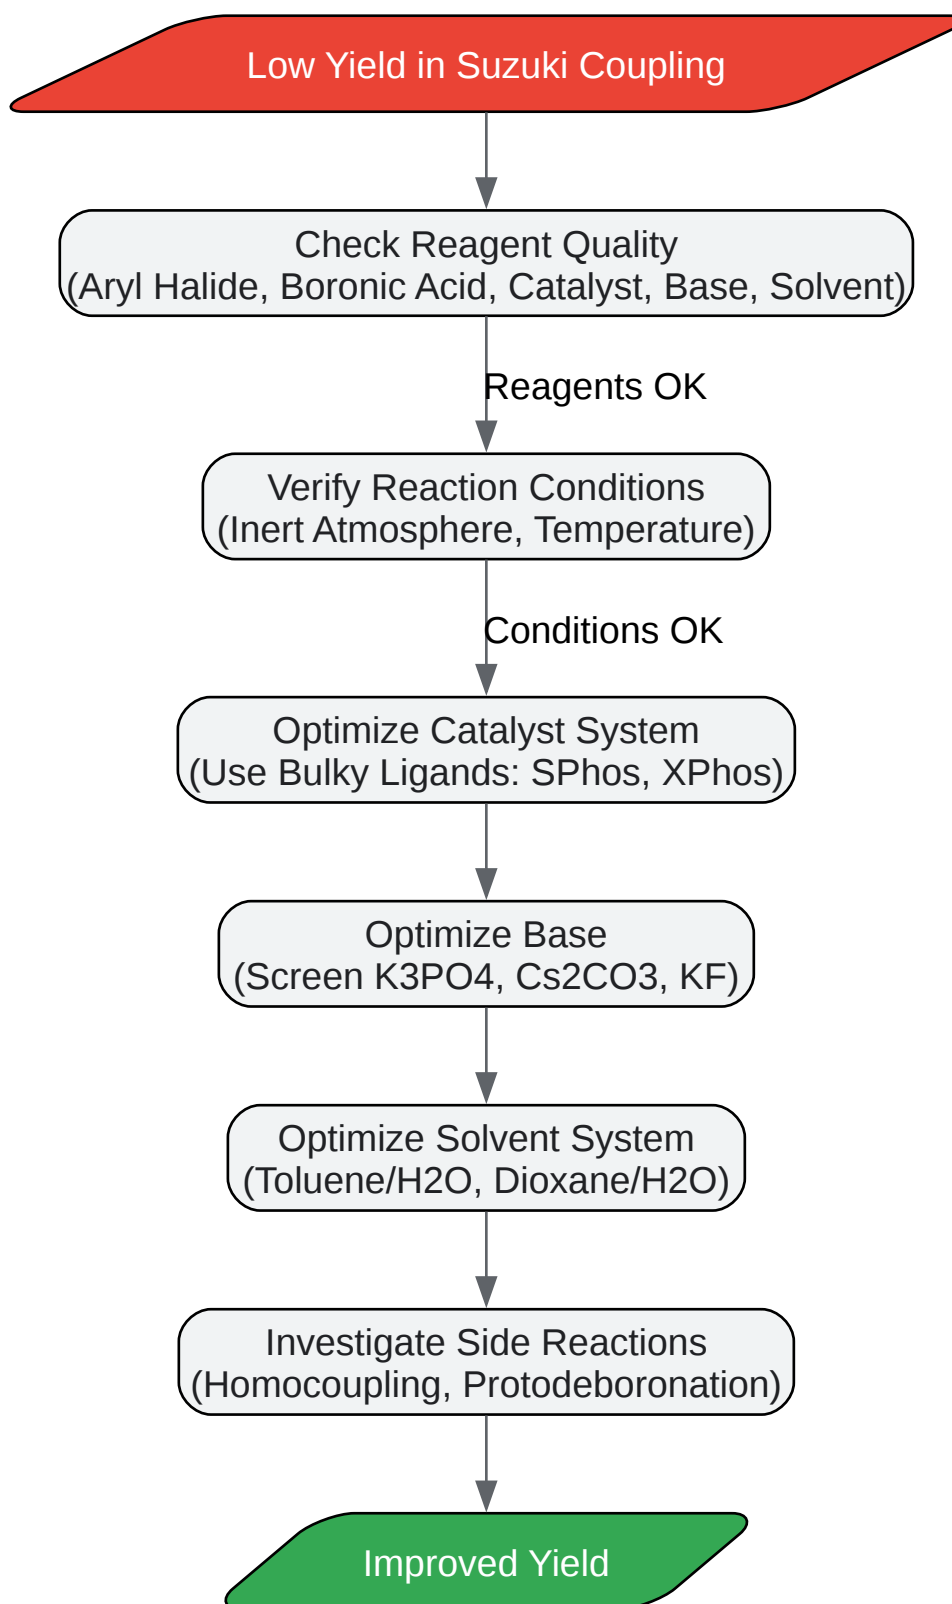 Low Yield in Suzuki Coupling
Check Reagent Quality
(Aryl Halide, Boronic Acid, Catalyst, Base, Solvent)
Reagents OK
Verify Reaction Conditions
(Inert Atmosphere, Temperature)
Conditions OK
Optimize Catalyst System
(Use Bulky Ligands: SPhos, XPhos)
Optimize Base
(Screen K3PO4, Cs2CO3, KF)
Optimize Solvent System
(Toluene/H2O, Dioxane/H2O)
Investigate Side Reactions
(Homocoupling, Protodeboronation)
Improved Yield